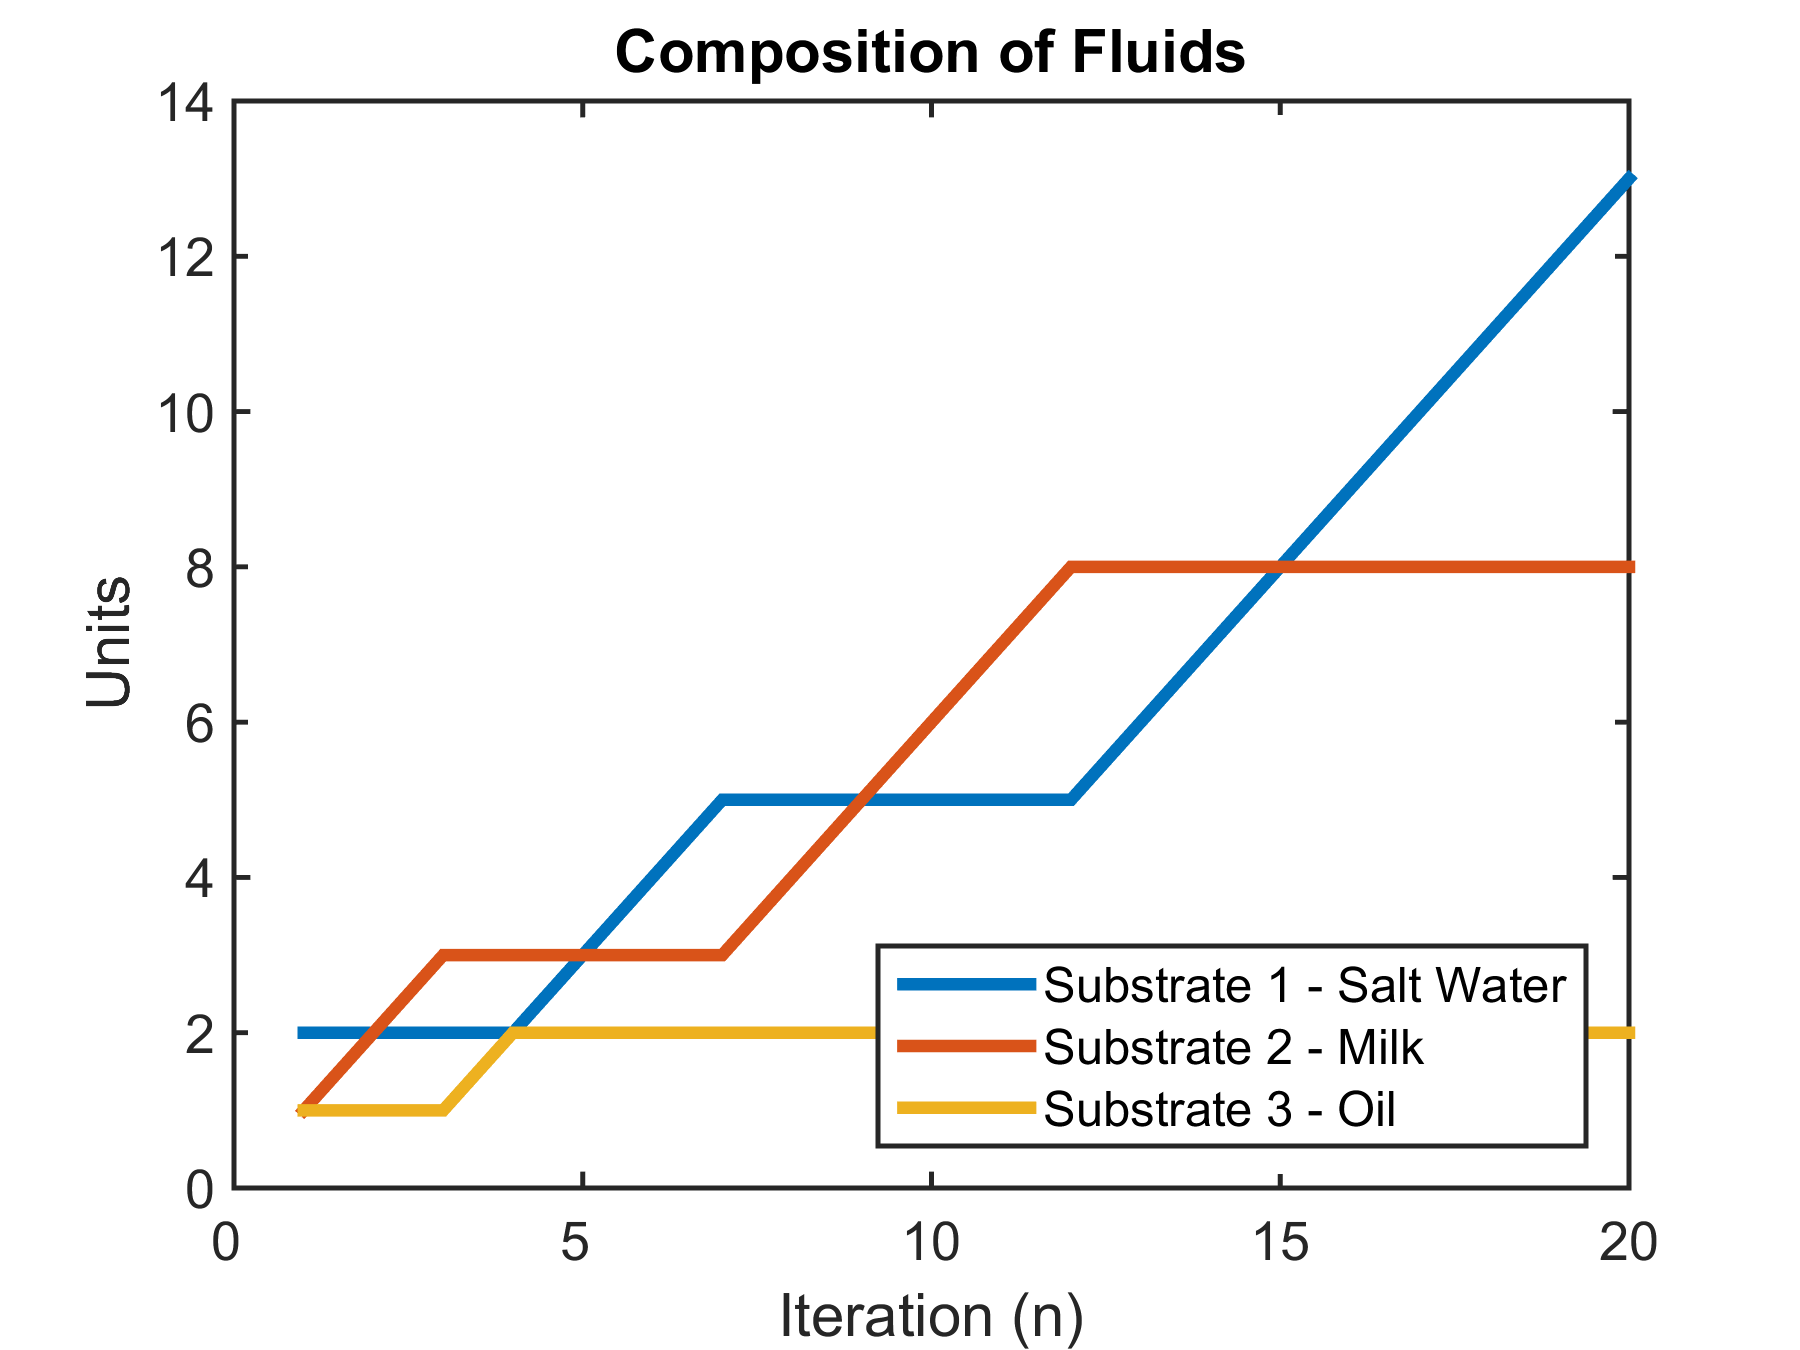 Composition of Fluids
14
12
10
8
6
4
2
0
Units
Substrate 1 - Salt Water
Substrate 2 - Milk
Substrate 3 - Oil
0 5 10 15 20
Iteration (n)